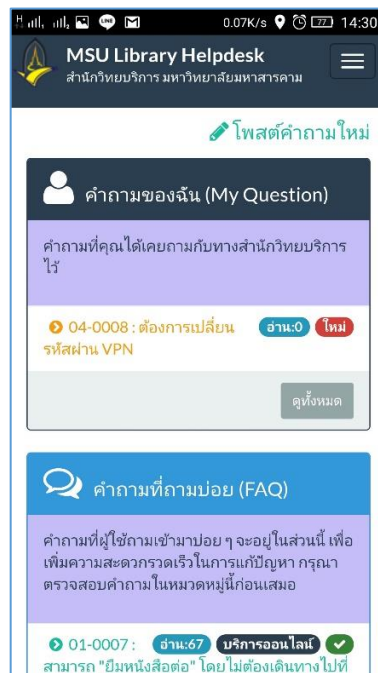 H 0.07K/s 77 14:30
MSU Library Helpdesk
สำนักวิทยบริการ มหาวิทยาลัยมหาสารคาม
โพสต์คำถามใหม่
คำถามของฉัน (My Question)
คำถามที่คุณได้เคยถามกับทางสำนักวิทยบริการ
ไว้
04-0008 : ต้องการเปลี่ยน อ่าน:0 ใหม่
รหัสผ่าน VPN
ดูทั้งหมด
คำถามที่ถามบ่อย (FAQ)
คำถามที่ผู้ใช้ถามเข้ามาบ่อย ๆ จะอยู่ในส่วนนี้ เพื่อ
เพิ่มความสะดวกรวดเร็วในการแก้ปัญหา กรุณา
ตรวจสอบคำถามในหมวดหมู่นี้ก่อนเสมอ
01-0007 : อ่าน:67 บริการออนไลน์
สามารถ "ยืมหนังสือต่อ" โดยไม่ต้องเดินทางไปที่